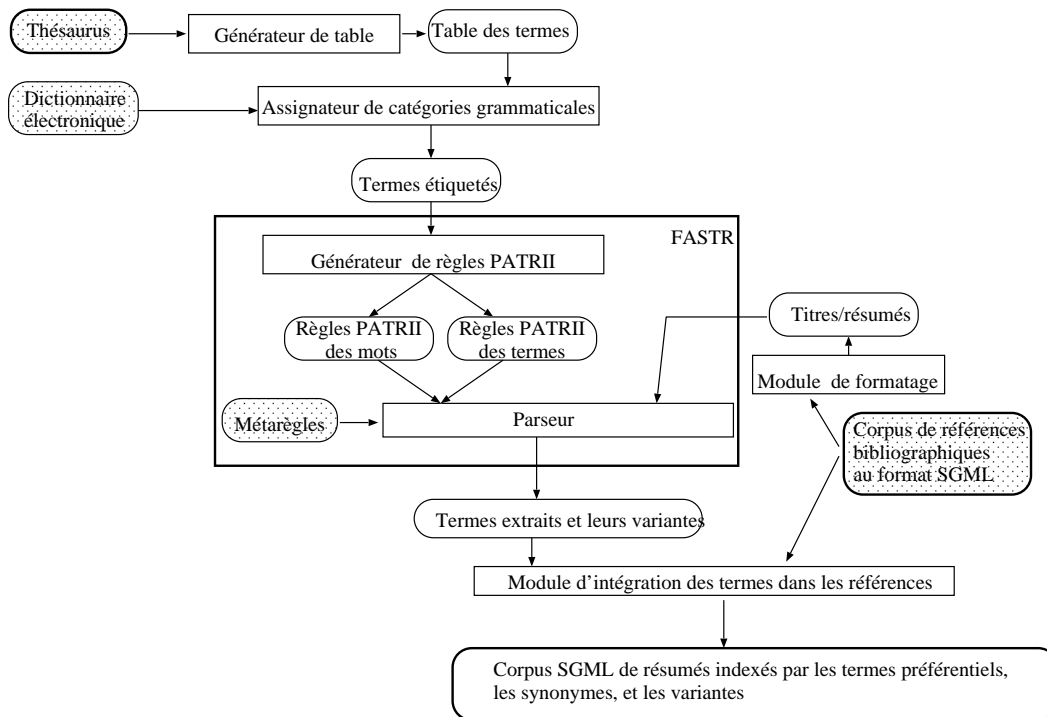 Thésaurus
Générateur de table
Table des termes
Dictionnaire
électronique
Assignateur de catégories grammaticales
Termes étiquetés
FASTR
Générateur de règles PATRII
Règles PATRII
des mots
Règles PATRII
des termes
Titres/résumés
Module de formatage
Métarègles
Parseur
Corpus de références
bibliographiques
au format SGML
Termes extraits et leurs variantes
Module d'intégration des termes dans les références
Corpus SGML de résumés indexés par les termes préférentiels,
les synonymes, et les variantes